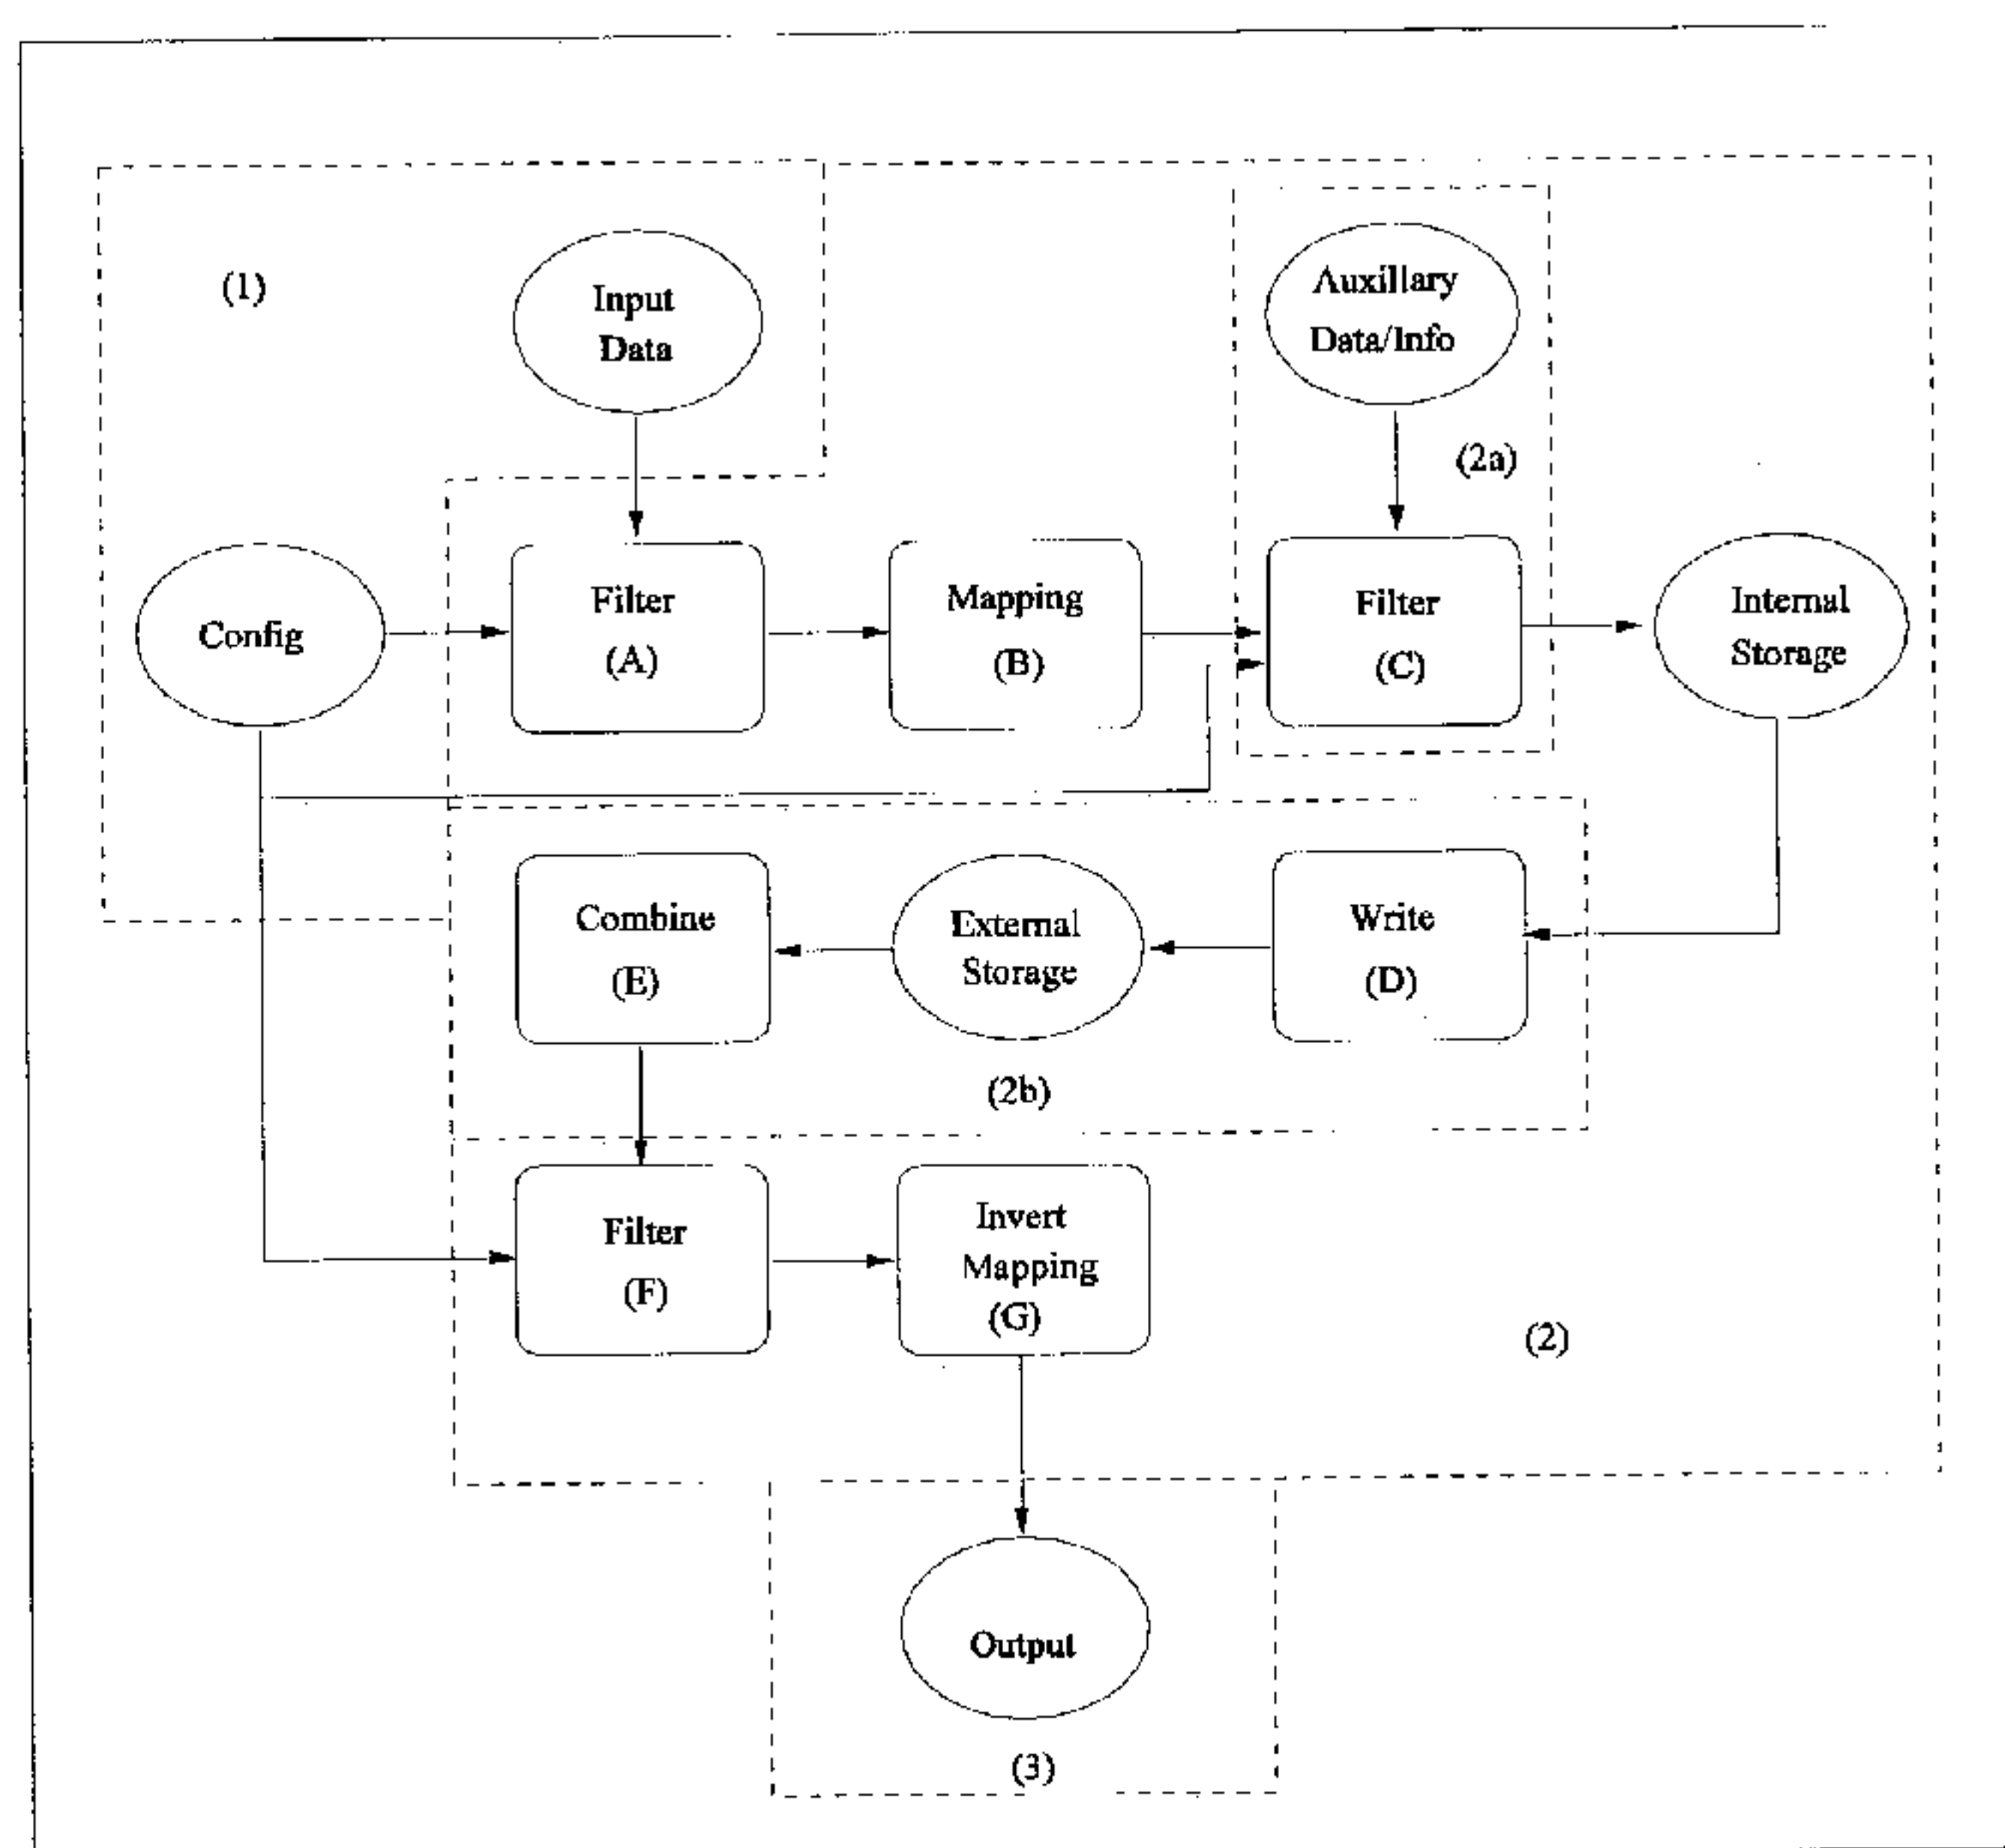 (1)
Input
Data
Auxillary
Data/Info
(2a)
Config
Filter
(A)
Mapping
(B)
Filter
(C)
Internal
Storage
Combine
(E)
External
Storage
Write
(D)
(2b)
Filter
(F)
Invert
Mapping
(G)
(2)
Output
(3)